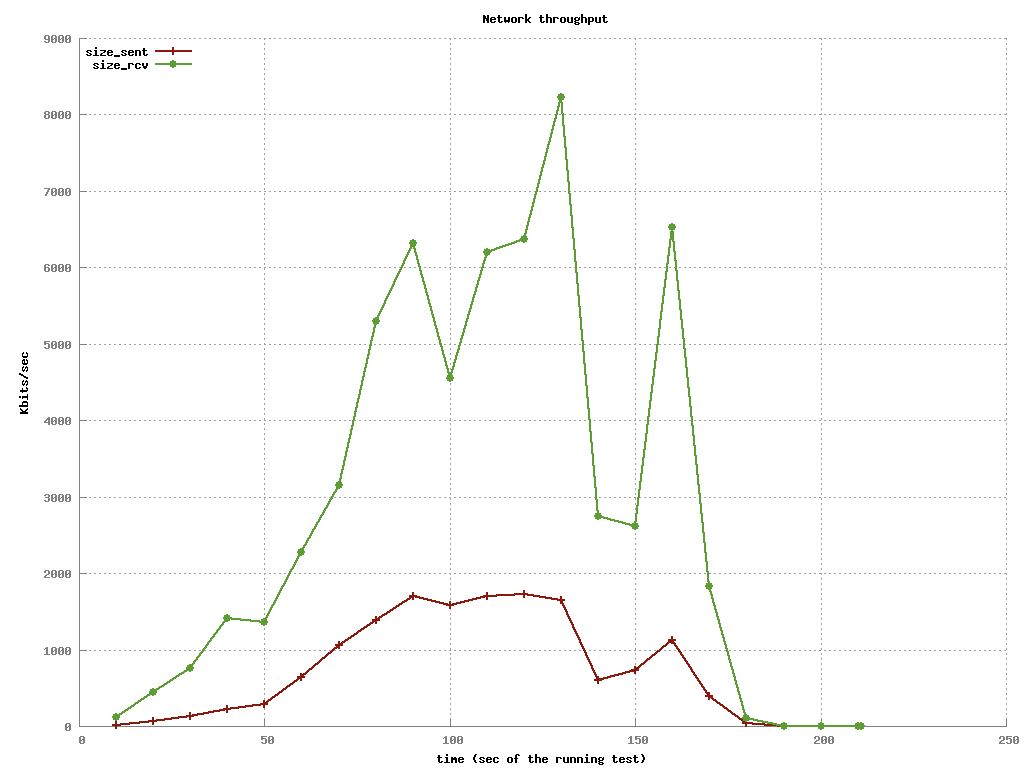 Network throughput
9000
size_sent
size_rcv
8000
7000
6000
5000
Kbits/sec
4000
3000
2000
1000
0
0 50 100 150 200 250
time (sec of the running test)